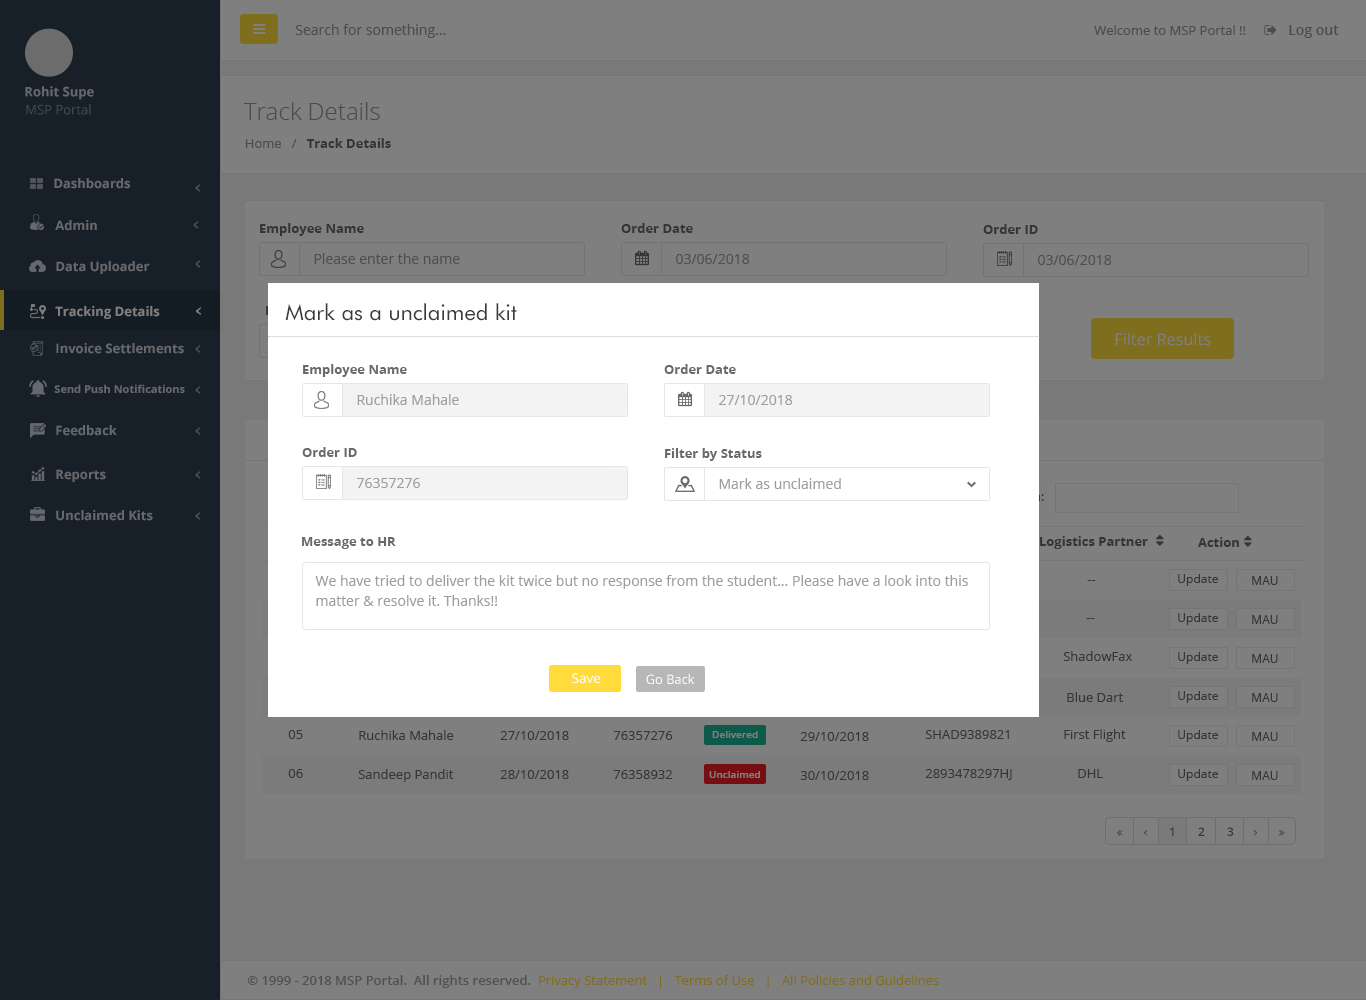 Search for something...
Welcome to MSP Portal !!
Log out
Rohit Supe
MSP Portal
Track Details
Home / Track Details
Dashboards
Admin
Data Uploader
Tracking Details
Invoice Settlements
Send Push Notifications
Feedback
Reports
Unclaimed Kits
Employee Name
Order Date
Order ID
Please enter the name
03/06/2018
03/06/2018
Filter Results
Mark as a unclaimed kit
Employee Name
Order Date
Ruchika Mahale
27/10/2018
Order ID
Filter by Status
76357276
Mark as unclaimed
Message to HR
We have tried to deliver the kit twice but no response from the student... Please have a look into this
matter & resolve it. Thanks!!
Save
Go Back
Logistics Partner
Action
-- Update MAU
-- Update MAU
ShadowFax Update MAU
Blue Dart Update MAU
05 Ruchika Mahale 27/10/2018 76357276 Delivered 29/10/2018 SHAD9389821 First Flight Update MAU
06 Sandeep Pandit 28/10/2018 76358932 Unclaimed 30/10/2018 2893478297HJ DHL Update MAU
« ‹ 1 2 3 › »
© 1999 - 2018 MSP Portal. All rights reserved. Privacy Statement | Terms of Use | All Policies and Guidelines